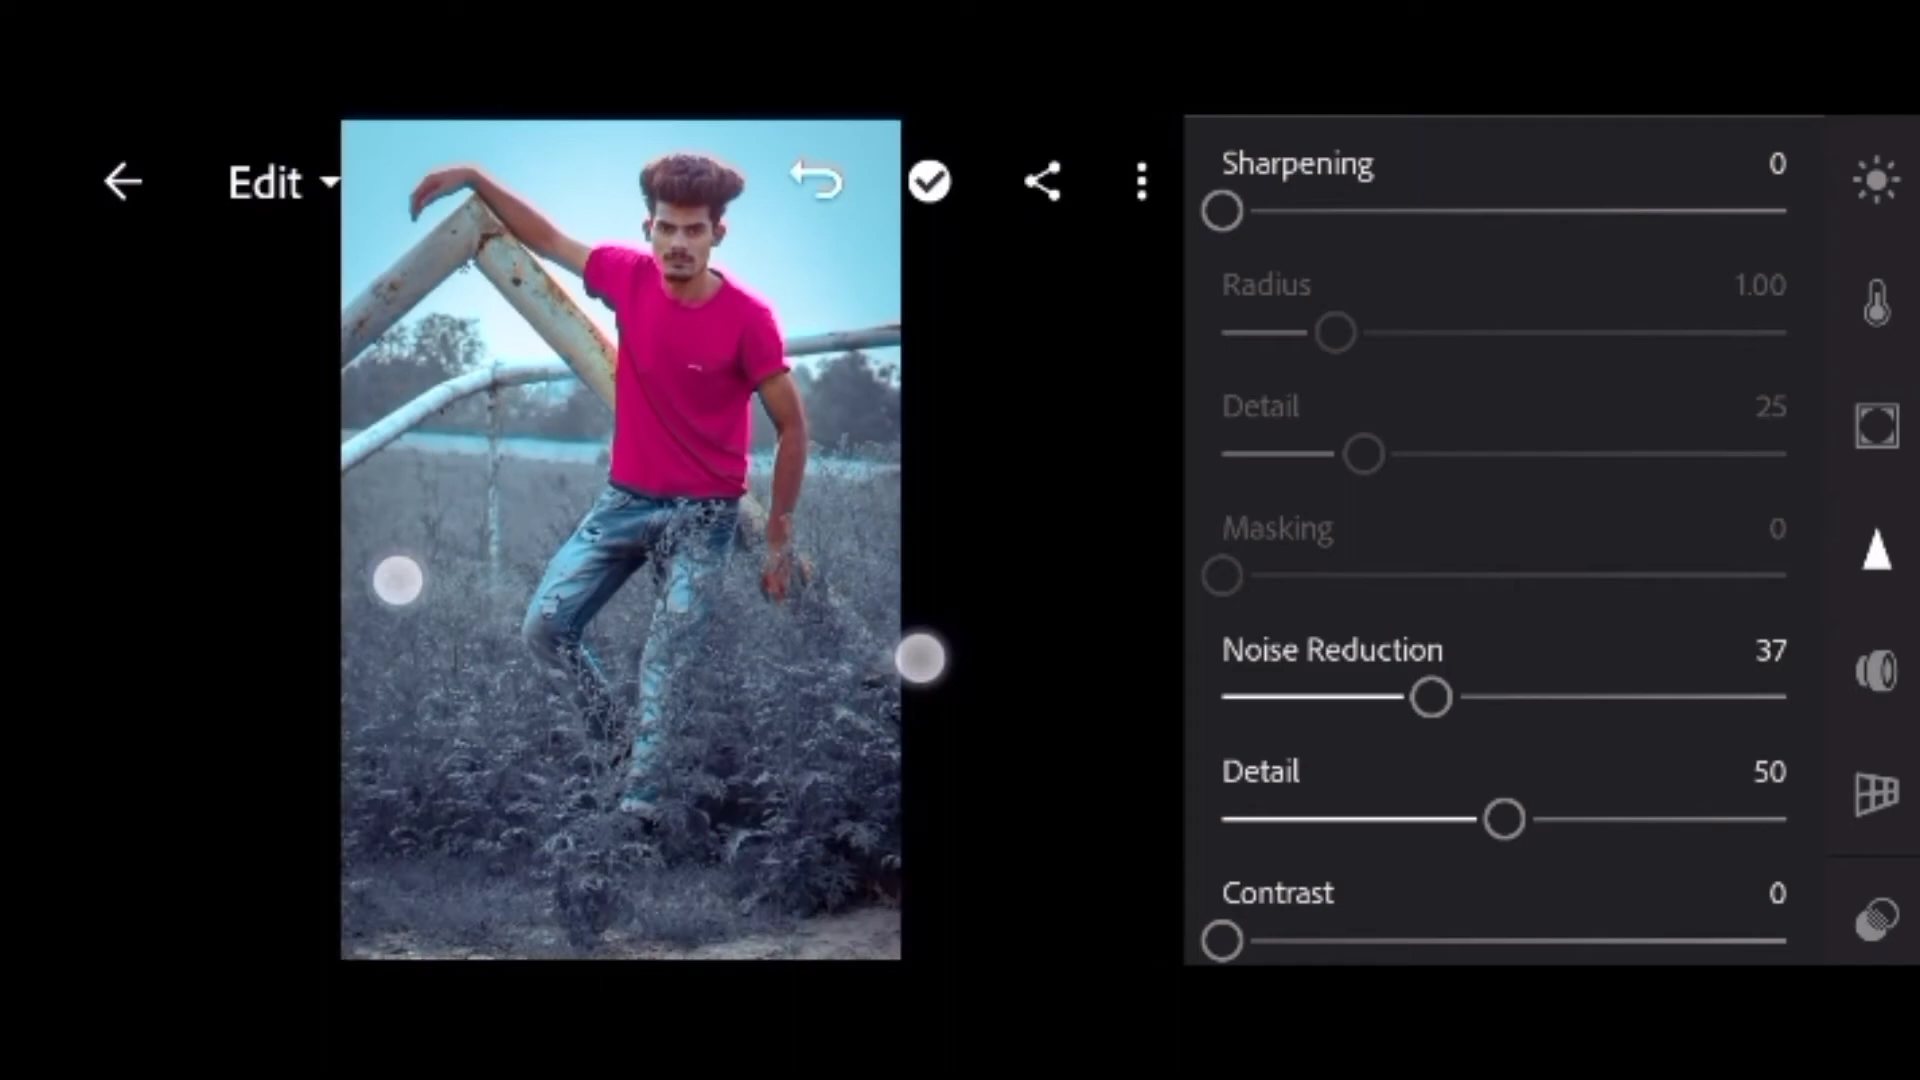 Edit
Sharpening 0
Radius 1.00
Detail 25
Masking 0
Noise Reduction 37
Detail 50
Contrast 0